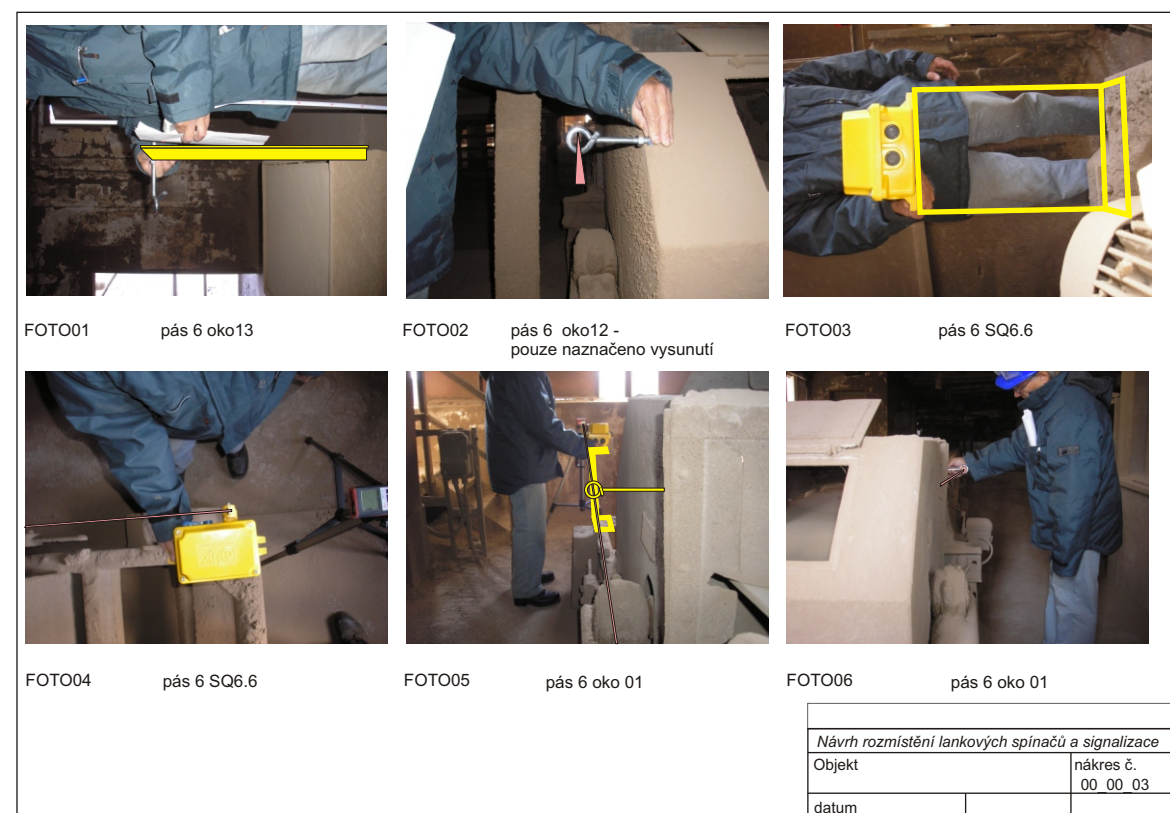 FOTO01 pás 6 oko13
FOTO02 pás 6 oko12 -
pouze naznačeno vysunutí
FOTO03 pás 6 SQ6.6
FOTO04 pás 6 SQ6.6
FOTO05 pás 6 oko 01
FOTO06 pás 6 oko 01
Návrh rozmístění lankových spínačů a signalizace
Objekt
nákres č.
00_00_03
datum